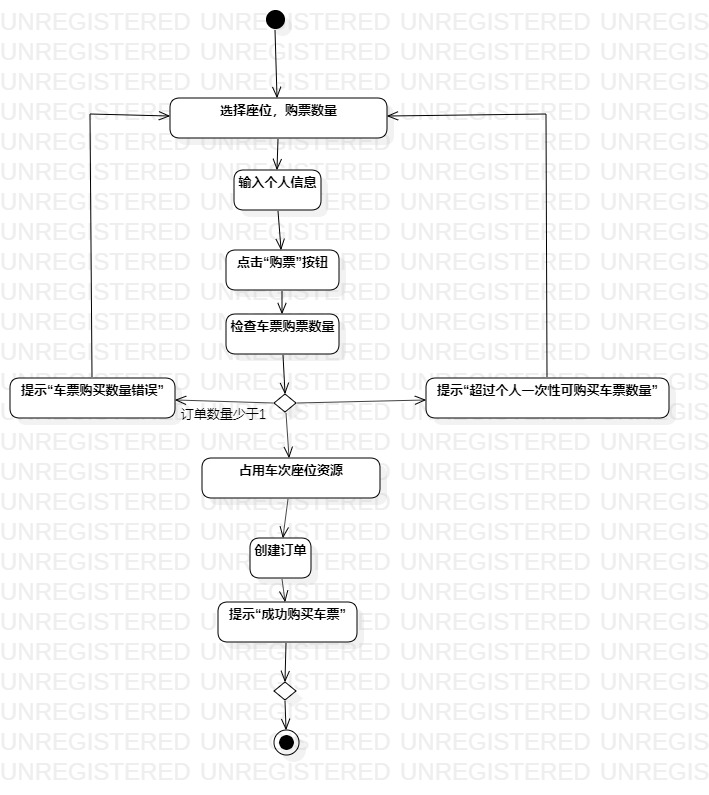 选择座位，购票数量
输入个人信息
点击“购票”按钮
检查车票购票数量
提示“车票购买数量错误”
提示“超过个人一次性可购买车票数量”
订单数量少于1
占用车次座位资源
创建订单
提示“成功购买车票”